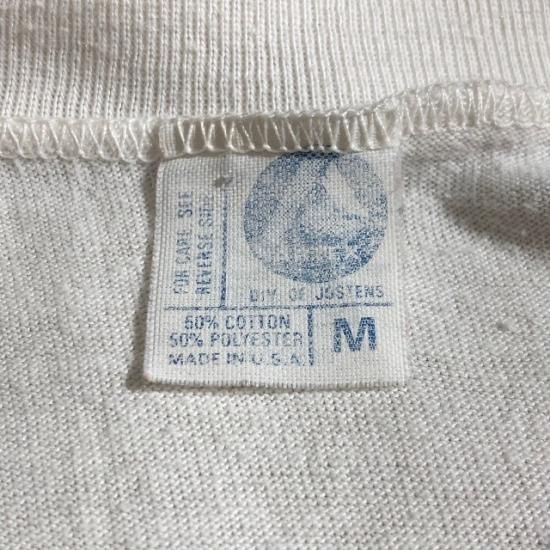 FOR CARE SEE
REVERSE SIDE
DIV. OF JOSTENS
50% COTTON
50% POLYESTER
MADE IN U.S.A.
M